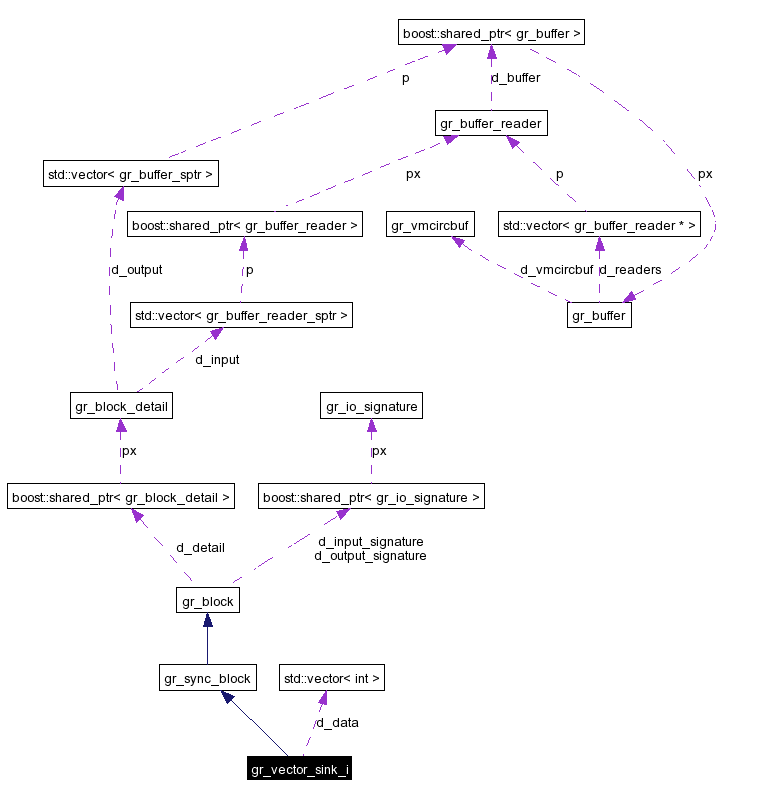 boost::shared_ptr< gr_buffer >
p
d_buffer
gr_buffer_reader
std::vector< gr_buffer_sptr >
px
p
px
boost::shared_ptr< gr_buffer_reader >
gr_vmcircbuf
std::vector< gr_buffer_reader * >
d_output
p
d_vmcircbuf
d_readers
std::vector< gr_buffer_reader_sptr >
gr_buffer
d_input
gr_block_detail
gr_io_signature
px
px
boost::shared_ptr< gr_block_detail >
boost::shared_ptr< gr_io_signature >
d_detail
d_input_signature
d_output_signature
gr_block
gr_sync_block
std::vector< int >
d_data
gr_vector_sink_i